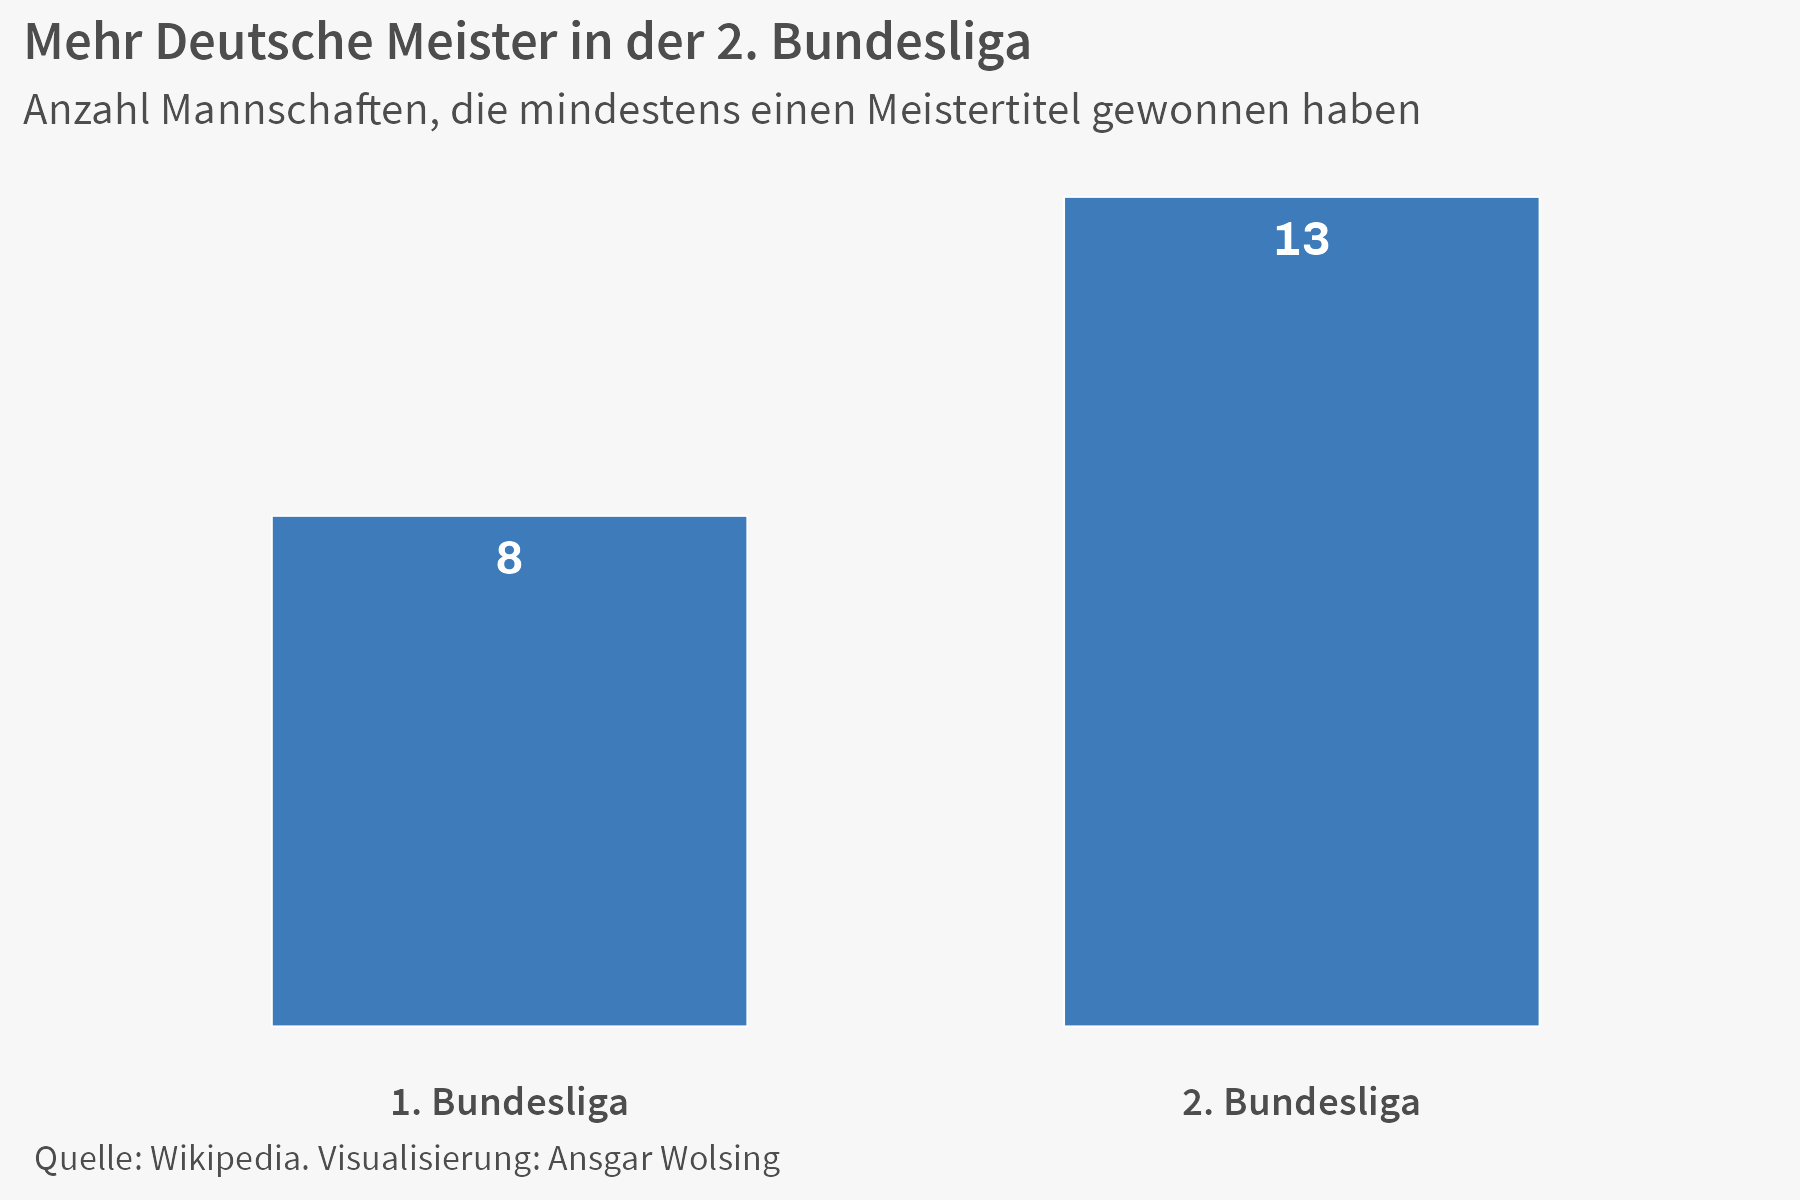 Mehr Deutsche Meister in der 2. Bundesliga
Anzahl Mannschaften, die mindestens einen Meistertitel gewonnen haben
8
13
1. Bundesliga
2. Bundesliga
Quelle: Wikipedia. Visualisierung: Ansgar Wolsing